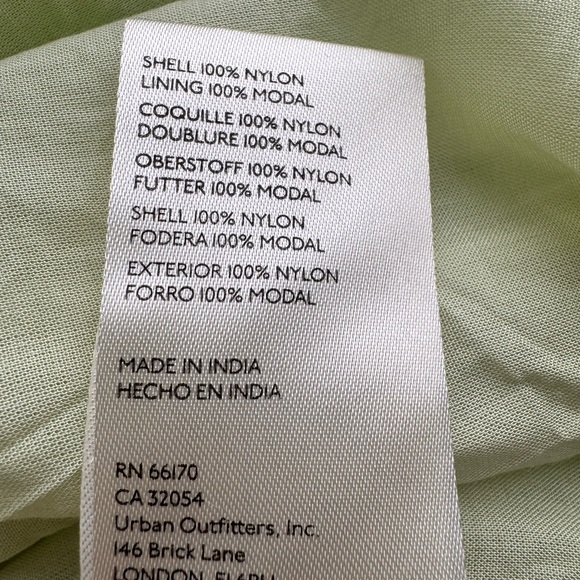 SHELL 100% NYLON
LINING 100% MODAL
COQUILLE 100% NYLON
DOUBLURE 100% MODAL
OBERSTOFF 100% NYLON
FUTTER 100% MODAL
SHELL 100% NYLON
FODERA 100% MODAL
EXTERIOR 100% NYLON
FORRO 100% MODAL
MADE IN INDIA
HECHO EN INDIA
RN 66170
CA 32054
Urban Outfitters, Inc.
146 Brick Lane
LONDON